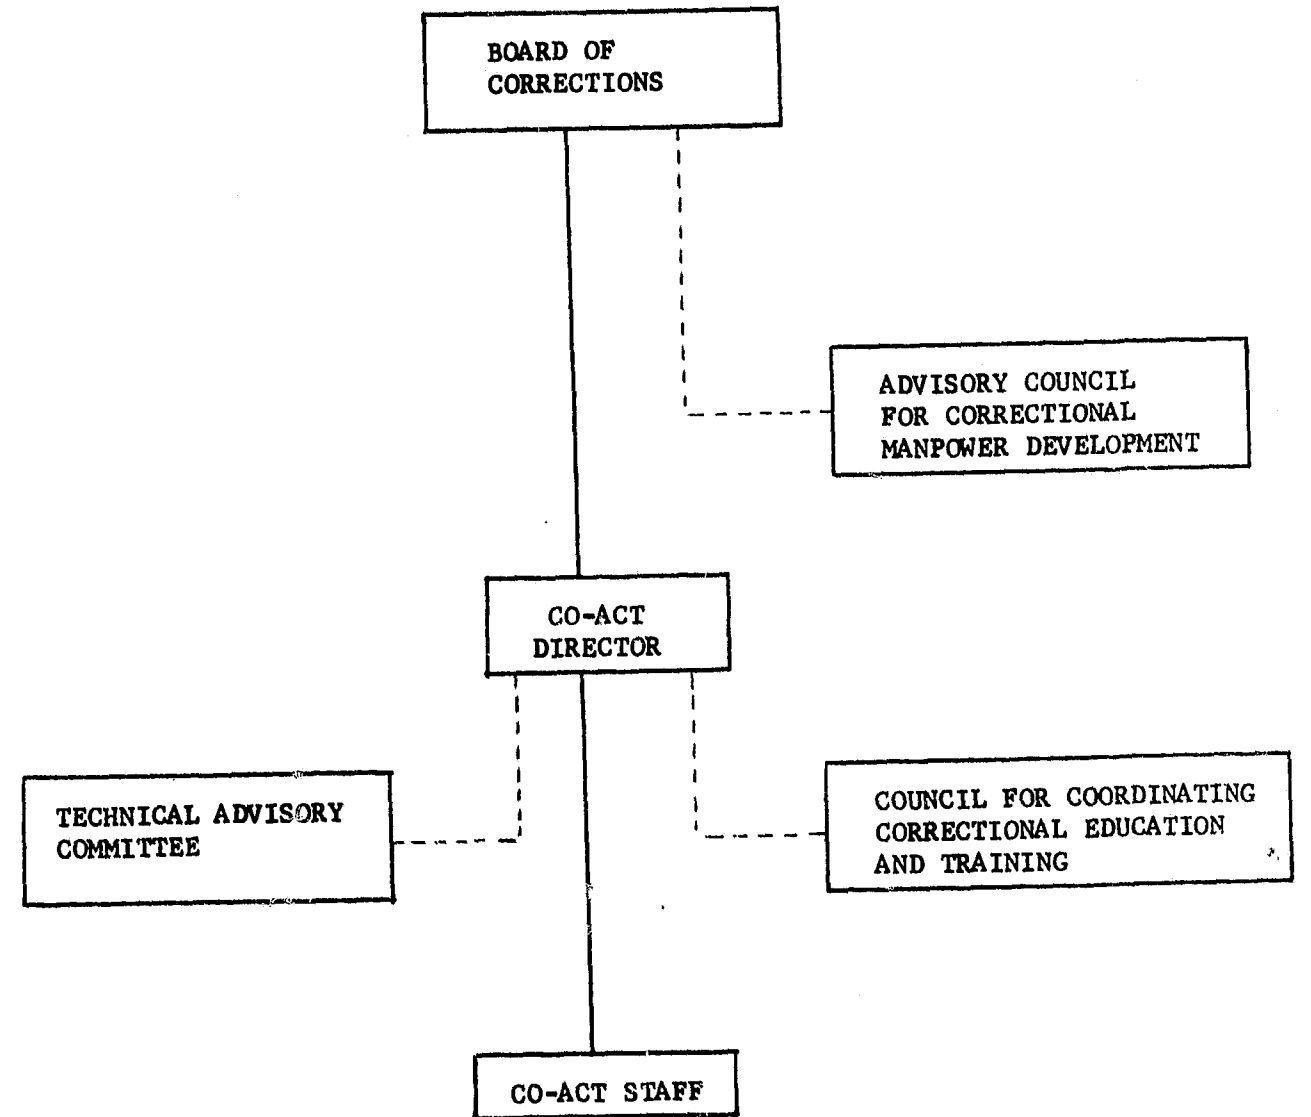 BOARD OF
CORRECTIONS
ADVISORY COUNCIL
FOR CORRECTIONAL
MANPOWER DEVELOPMENT
CO-ACT
DIRECTOR
TECHNICAL ADVISORY
COMMITTEE
COUNCIL FOR COORDINATING
CORRECTIONAL EDUCATION
AND TRAINING
CO-ACT STAFF